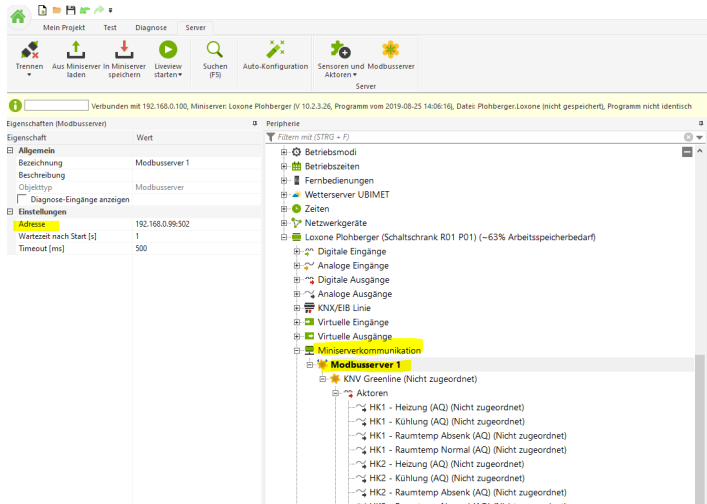 Mein Projekt Test Diagnose Server
Trennen Aus Miniserver laden In Miniserver speichern Liveview starten Suchen (F5) Auto-Konfiguration Sensoren und Aktoren Modbusserver
Server
Verbunden mit 192.168.0.100, Miniserver: Loxone Plohberger (V 10.2.3.26, Programm vom 2019-08-25 14:06:16), Datei: Plohberger.Loxone (nicht gespeichert), Programm nicht identisch
Eigenschaften (Modbusserver)
Eigenschaft Wert
Allgemein
Bezeichnung Modbusserver 1
Beschreibung
Objekttyp Modbusserver
Diagnose-Eingänge anzeigen
Einstellungen
Adresse 192.168.0.99:502
Wartezeit nach Start [s] 1
Timeout [ms] 500
Peripherie
Filtern mit (STRG + F)
Betriebsmodi
Betriebszeiten
Fernbedienungen
Wetterserver UBIMET
Zeiten
Netzwerkgeräte
Loxone Plohberger (Schaltschrank R01 P01) (~63% Arbeitsspeicherbedarf)
Digitale Eingänge
Analoge Eingänge
Digitale Ausgänge
Analoge Ausgänge
KNX/EIB Linie
Virtuelle Eingänge
Virtuelle Ausgänge
Miniserverkommunikation
Modbusserver 1
KNV Greenline (Nicht zugeordnet)
Aktoren
HK1 - Heizung (AQ) (Nicht zugeordnet)
HK1 - Kühlung (AQ) (Nicht zugeordnet)
HK1 - Raumtemp Absenk (AQ) (Nicht zugeordnet)
HK1 - Raumtemp Normal (AQ) (Nicht zugeordnet)
HK2 - Heizung (AQ) (Nicht zugeordnet)
HK2 - Kühlung (AQ) (Nicht zugeordnet)
HK2 - Raumtemp Absenk (AQ) (Nicht zugeordnet)